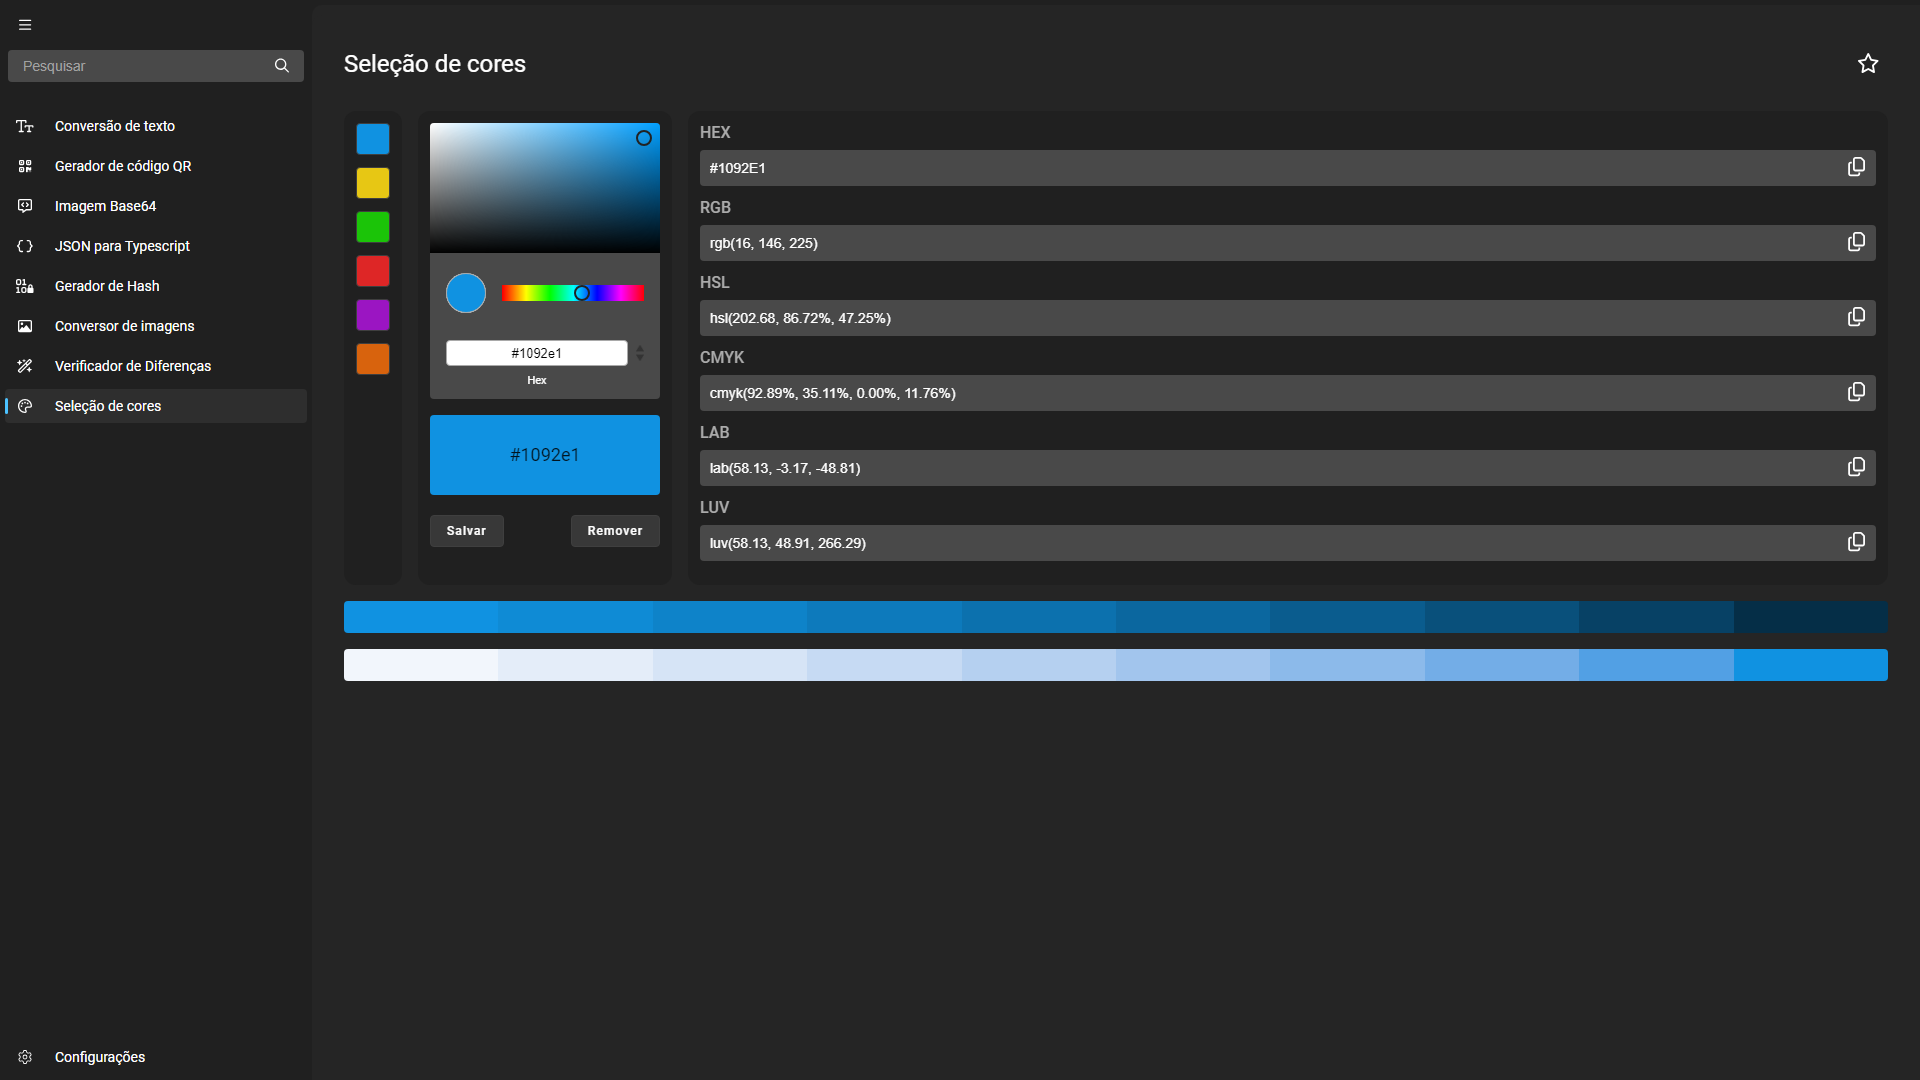 Pesquisar
Conversão de texto
Gerador de código QR
Imagem Base64
JSON para Typescript
Gerador de Hash
Conversor de imagens
Verificador de Diferenças
Seleção de cores
Configurações
Seleção de cores
#1092e1
Hex
#1092e1
Salvar
Remover
HEX
#1092E1
RGB
rgb(16, 146, 225)
HSL
hsl(202.68, 86.72%, 47.25%)
CMYK
cmyk(92.89%, 35.11%, 0.00%, 11.76%)
LAB
lab(58.13, -3.17, -48.81)
LUV
luv(58.13, 48.91, 266.29)